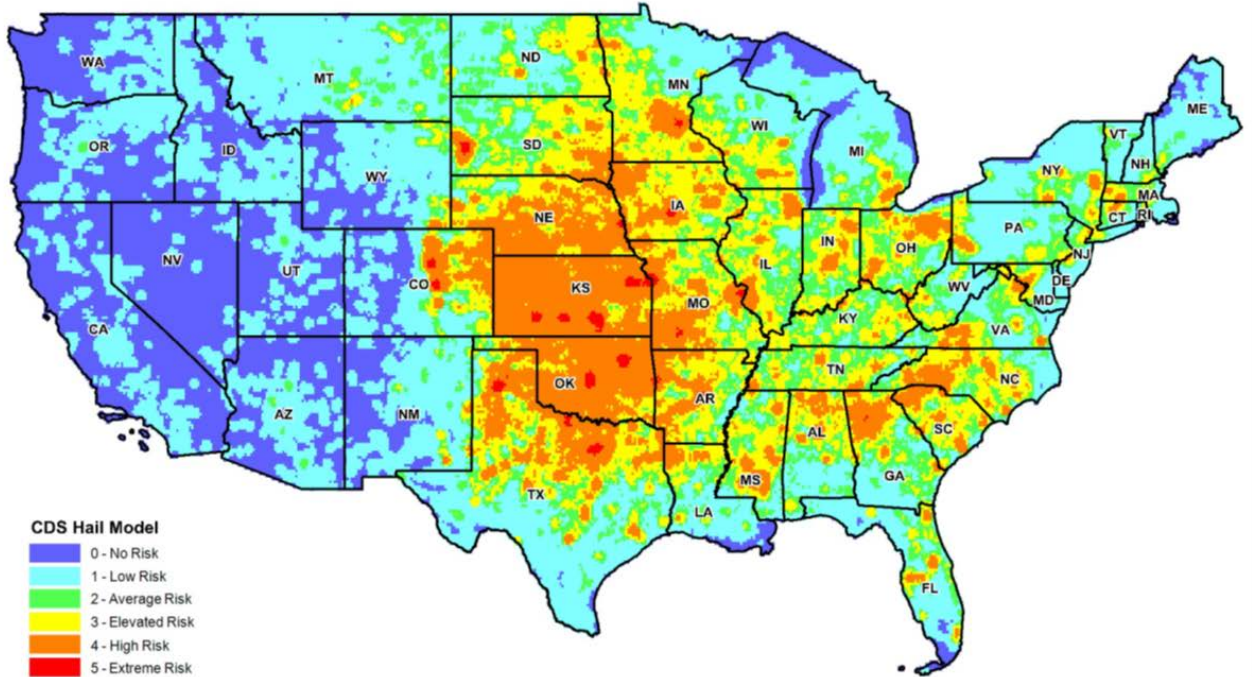 WA
MT
ND
MN
ME
OR
ID
SD
WI
VT
NH
WY
MI
NY
MA
CT
RI
NE
IA
PA
NV
UT
CO
IL
IN
OH
NJ
KS
MO
WV
DE
MD
CA
KY
VA
AZ
NM
OK
AR
TN
NC
TX
MS
AL
SC
GA
LA
FL
CDS Hail Model
0 - No Risk
1 - Low Risk
2 - Average Risk
3 - Elevated Risk
4 - High Risk
5 - Extreme Risk